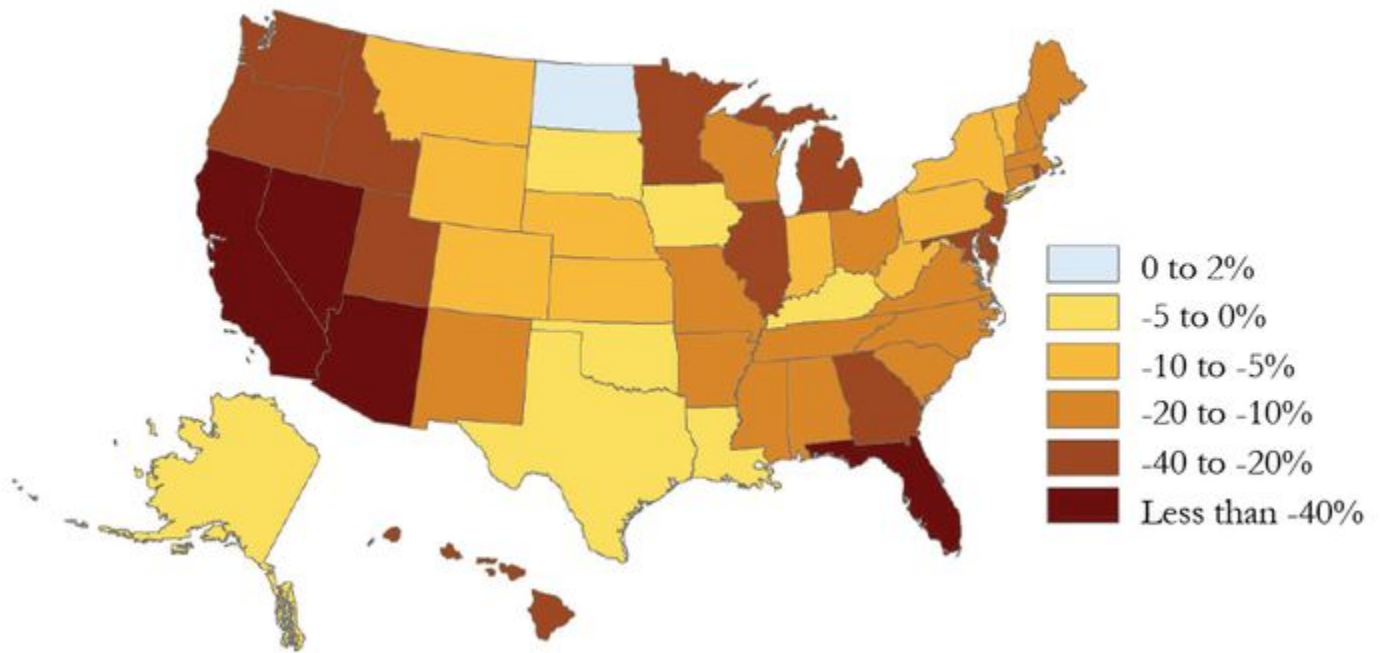 0 to 2%
-5 to 0%
-10 to -5%
-20 to -10%
-40 to -20%
Less than -40%